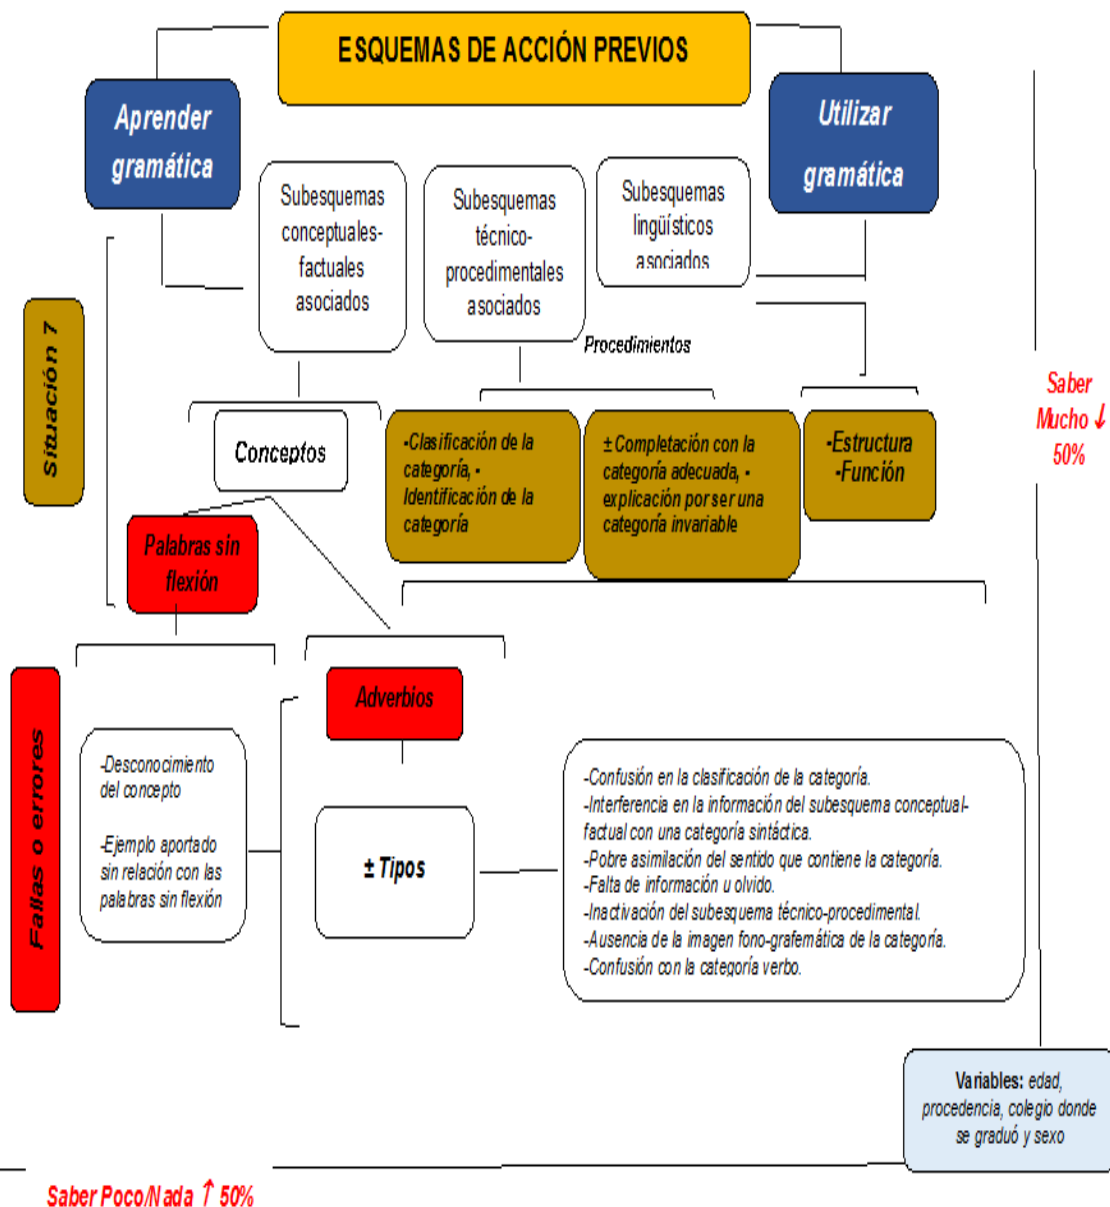 ESQUEMAS DE ACCIÓN PREVIOS
Aprender
gramática
Utilizar
gramática
Subesquemas
conceptuales-
factuales
asociados
Subesquemas
técnico-
procedimentales
asociados
Subesquemas
lingüísticos
asociados
Procedimientos
Situación 7
Saber
Mucho ↓
50%
Conceptos
-Clasificación de la
categoría, -
Identificación de la
categoría
± Completación con la
categoría adecuada, -
explicación por ser una
categoría invariable
-Estructura
-Función
Palabras sin
flexión
Fallas o errores
Adverbios
-Desconocimiento
del concepto
-Ejemplo aportado
sin relación con las
palabras sin flexión
± Tipos
-Confusión en la clasificación de la categoría.
-Interferencia en la información del subesquema conceptual-
factual con una categoría sintáctica.
-Pobre asimilación del sentido que contiene la categoría.
-Falta de información u olvido.
-Inactivación del subesquema técnico-procedimental.
-Ausencia de la imagen fono-grafemática de la categoría.
-Confusión con la categoría verbo.
Variables: edad,
procedencia, colegio donde
se graduó y sexo
Saber Poco/Nada ↑ 50%